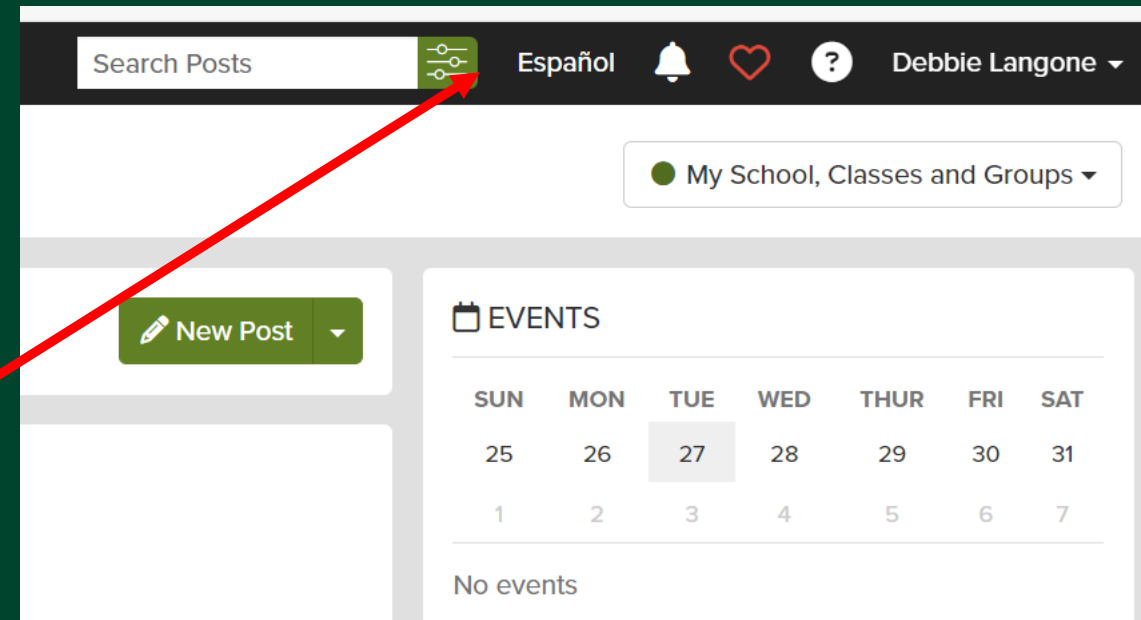 Search Posts Español ? Debbie Langone
My School, Classes and Groups
New Post
EVENTS
SUN MON TUE WED THUR FRI SAT
25 26 27 28 29 30 31
1 2 3 4 5 6 7
No events